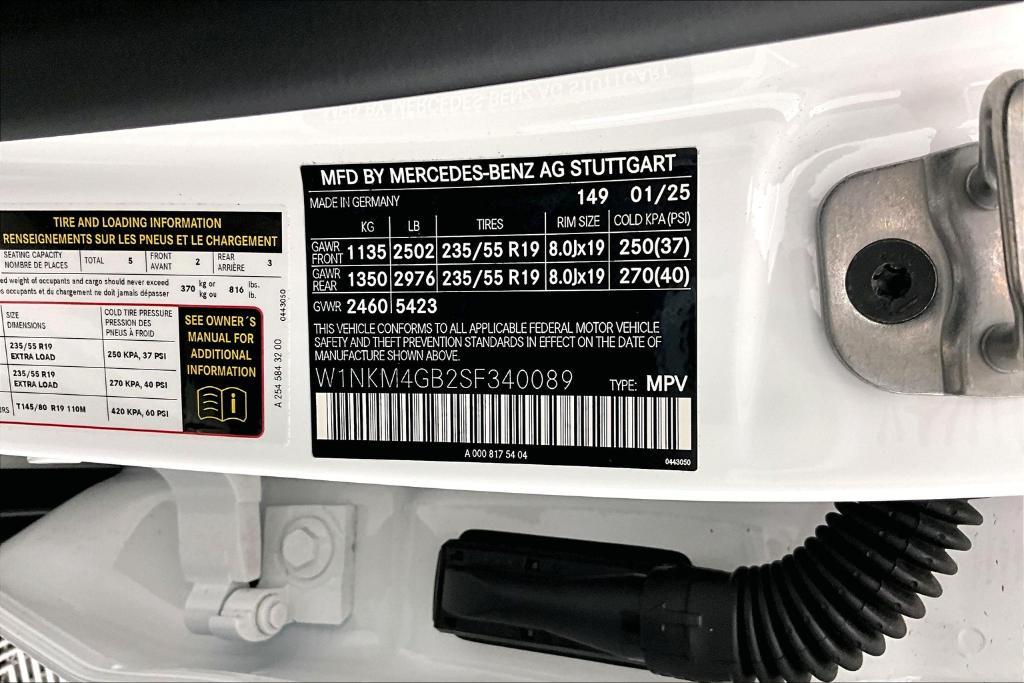 MFD BY MERCEDES-BENZ AG STUTTGART
MADE IN GERMANY 149 01/25
KG LB TIRES RIM SIZE COLD KPA(PSI)
GAWR FRONT 1135 2502 235/55 R19 8.0Jx19 250(37)
GAWR REAR 1350 2976 235/55 R19 8.0Jx19 270(40)
GVWR 2460 5423
THIS VEHICLE CONFORMS TO ALL APPLICABLE FEDERAL MOTOR VEHICLE
SAFETY AND THEFT PREVENTION STANDARDS IN EFFECT ON THE DATE OF
MANUFACTURE SHOWN ABOVE.
W1NKM4GB2SF340089 TYPE: MPV
A 000 817 54 04 0443050
TIRE AND LOADING INFORMATION
RENSEIGNEMENTS SUR LES PNEUS ET LE CHARGEMENT
SEATING CAPACITY TOTAL 5 FRONT 2 REAR 3
NOMBRE DE PLACES AVANT ARRIÈRE
weight of occupants and cargo should never exceed 370 kg or 816 lbs.
occupants et du chargement ne doit jamais dépasser kg ou lb.
SIZE COLD TIRE PRESSURE
DIMENSIONS PRESSION DES
PNEUS À FROID
235/55 R19
EXTRA LOAD 250 KPA, 37 PSI
235/55 R19
EXTRA LOAD 270 KPA, 40 PSI
T145/80 R19 110M 420 KPA, 60 PSI
SEE OWNER´S
MANUAL FOR
ADDITIONAL
INFORMATION
i
A 254 584 32 00
0443050